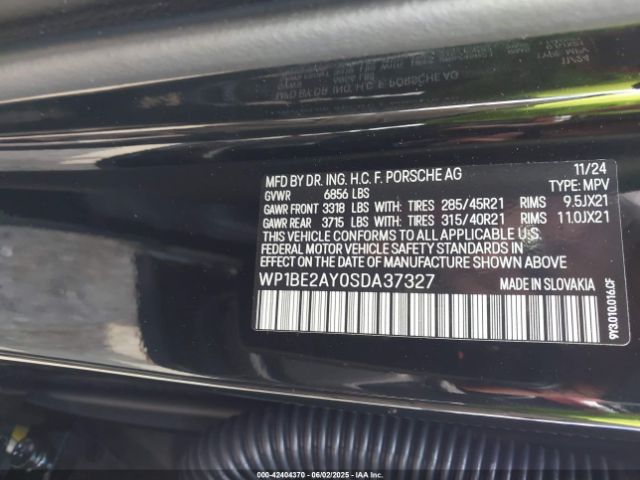 MFD BY DR. ING. H.C. F. PORSCHE AG 11/24
GVWR 6856 LBS TYPE: MPV
GAWR FRONT 3318 LBS WITH: TIRES 285/45R21 RIMS 9.5JX21
GAWR REAR 3715 LBS WITH: TIRES 315/40R21 RIMS 11.0JX21
THIS VEHICLE CONFORMS TO ALL APPLICABLE U.S.
FEDERAL MOTOR VEHICLE SAFETY STANDARDS IN
EFFECT ON THE DATE OF MANUFACTURE SHOWN ABOVE.
WP1BE2AY0SDA37327 MADE IN SLOVAKIA
9Y3.010.016.CF
000-42404370 06/02/2025 IAAI.COM